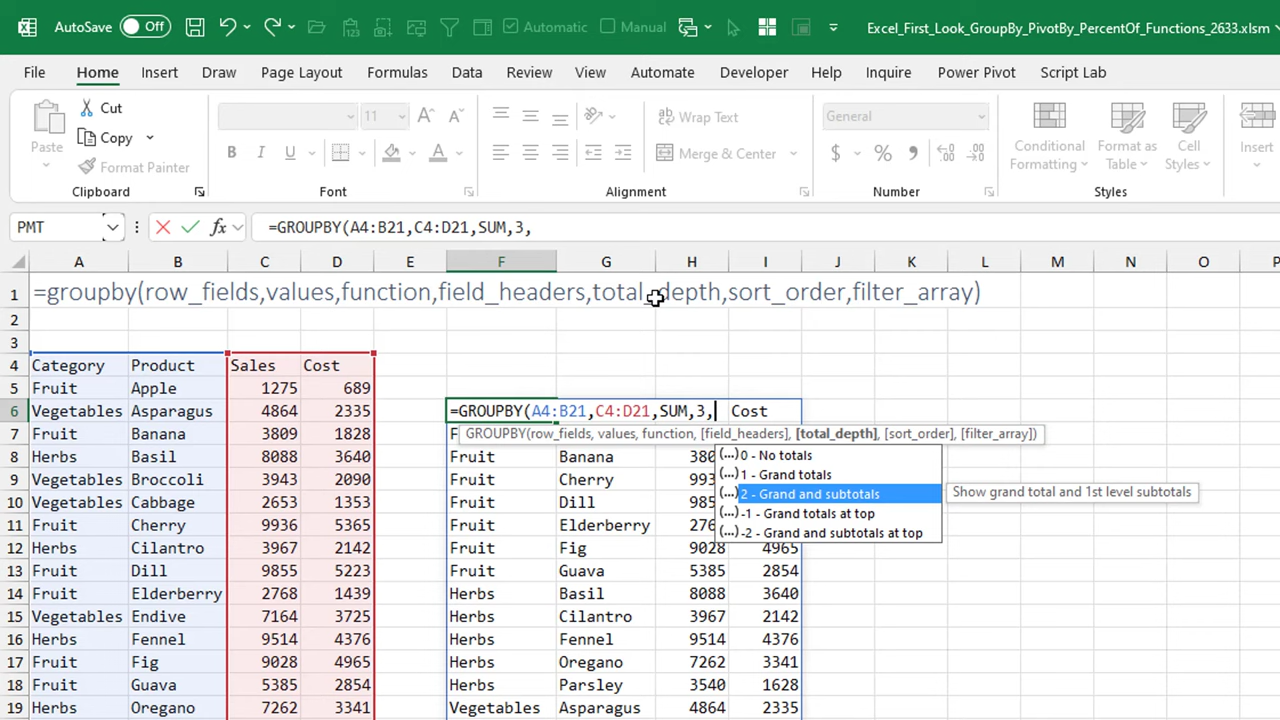 AutoSave Off Automatic Manual Excel_First_Look_GroupBy_PivotBy_PercentOf_Functions_2633.xlsm
File Home Insert Draw Page Layout Formulas Data Review View Automate Developer Help Inquire Power Pivot Script Lab
Paste Cut Copy Format Painter
11 A A B I U A
ab Wrap Text Merge & Center
General $ % , .00 .00
Conditional Formatting Format as Table Cell Styles Insert
Clipboard Font Alignment Number Styles
PMT fx =GROUPBY(A4:B21,C4:D21,SUM,3,
A B C D E F G H I J K L M N O P
1 =groupby(row_fields,values,function,field_headers,total_depth,sort_order,filter_array)
2
3
4 Category Product Sales Cost
5 Fruit Apple 1275 689
6 Vegetables Asparagus 4864 2335 =GROUPBY(A4:B21,C4:D21,SUM,3, Cost
7 Fruit Banana 3809 1828 F GROUPBY(row_fields, values, function, [field_headers], [total_depth], [sort_order], [filter_array])
8 Herbs Basil 8088 3640 Fruit Banana 380 (...) 0 - No totals
9 Vegetables Broccoli 3943 2090 Fruit Cherry 993 (...) 1 - Grand totals
10 Vegetables Cabbage 2653 1353 Fruit Dill 985 (...) 2 - Grand and subtotals Show grand total and 1st level subtotals
11 Fruit Cherry 9936 5365 Fruit Elderberry 276 (...) -1 - Grand totals at top
(...) -2 - Grand and subtotals at top
12 Herbs Cilantro 3967 2142 Fruit Fig 9028 4965
13 Fruit Dill 9855 5223 Fruit Guava 5385 2854
14 Fruit Elderberry 2768 1439 Herbs Basil 8088 3640
15 Vegetables Endive 7164 3725 Herbs Cilantro 3967 2142
16 Herbs Fennel 9514 4376 Herbs Fennel 9514 4376
17 Fruit Fig 9028 4965 Herbs Oregano 7262 3341
18 Fruit Guava 5385 2854 Herbs Parsley 3540 1628
19 Herbs Oregano 7262 3341 Vegetables Asparagus 4864 2335